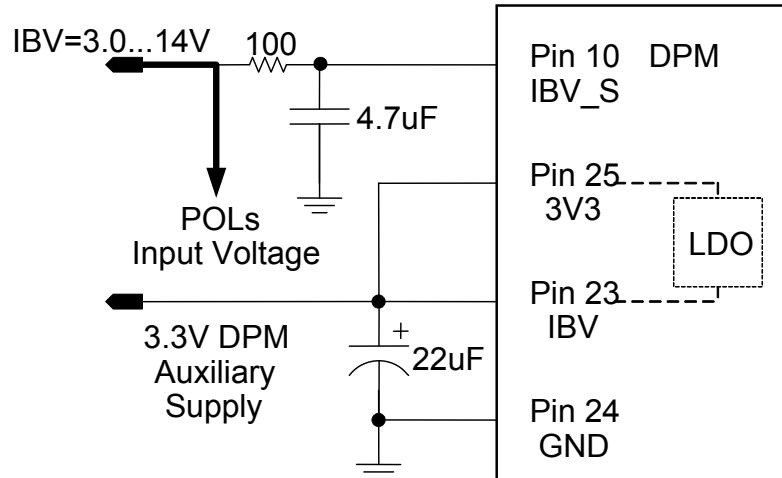 IBV=3.0...14V
100
Pin 10 DPM
IBV_S
4.7uF
Pin 25
3V3
POLs
Input Voltage
LDO
Pin 23
IBV
3.3V DPM
Auxiliary
Supply
+
22uF
Pin 24
GND